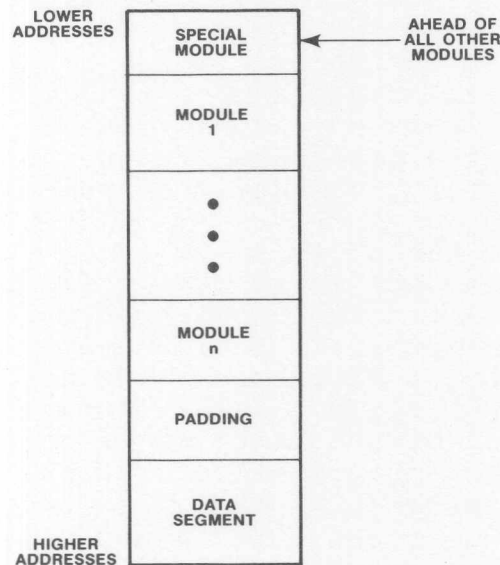 LOWER
ADDRESSES
SPECIAL
MODULE
AHEAD OF
ALL OTHER
MODULES
MODULE
1
MODULE
n
PADDING
DATA
SEGMENT
HIGHER
ADDRESSES